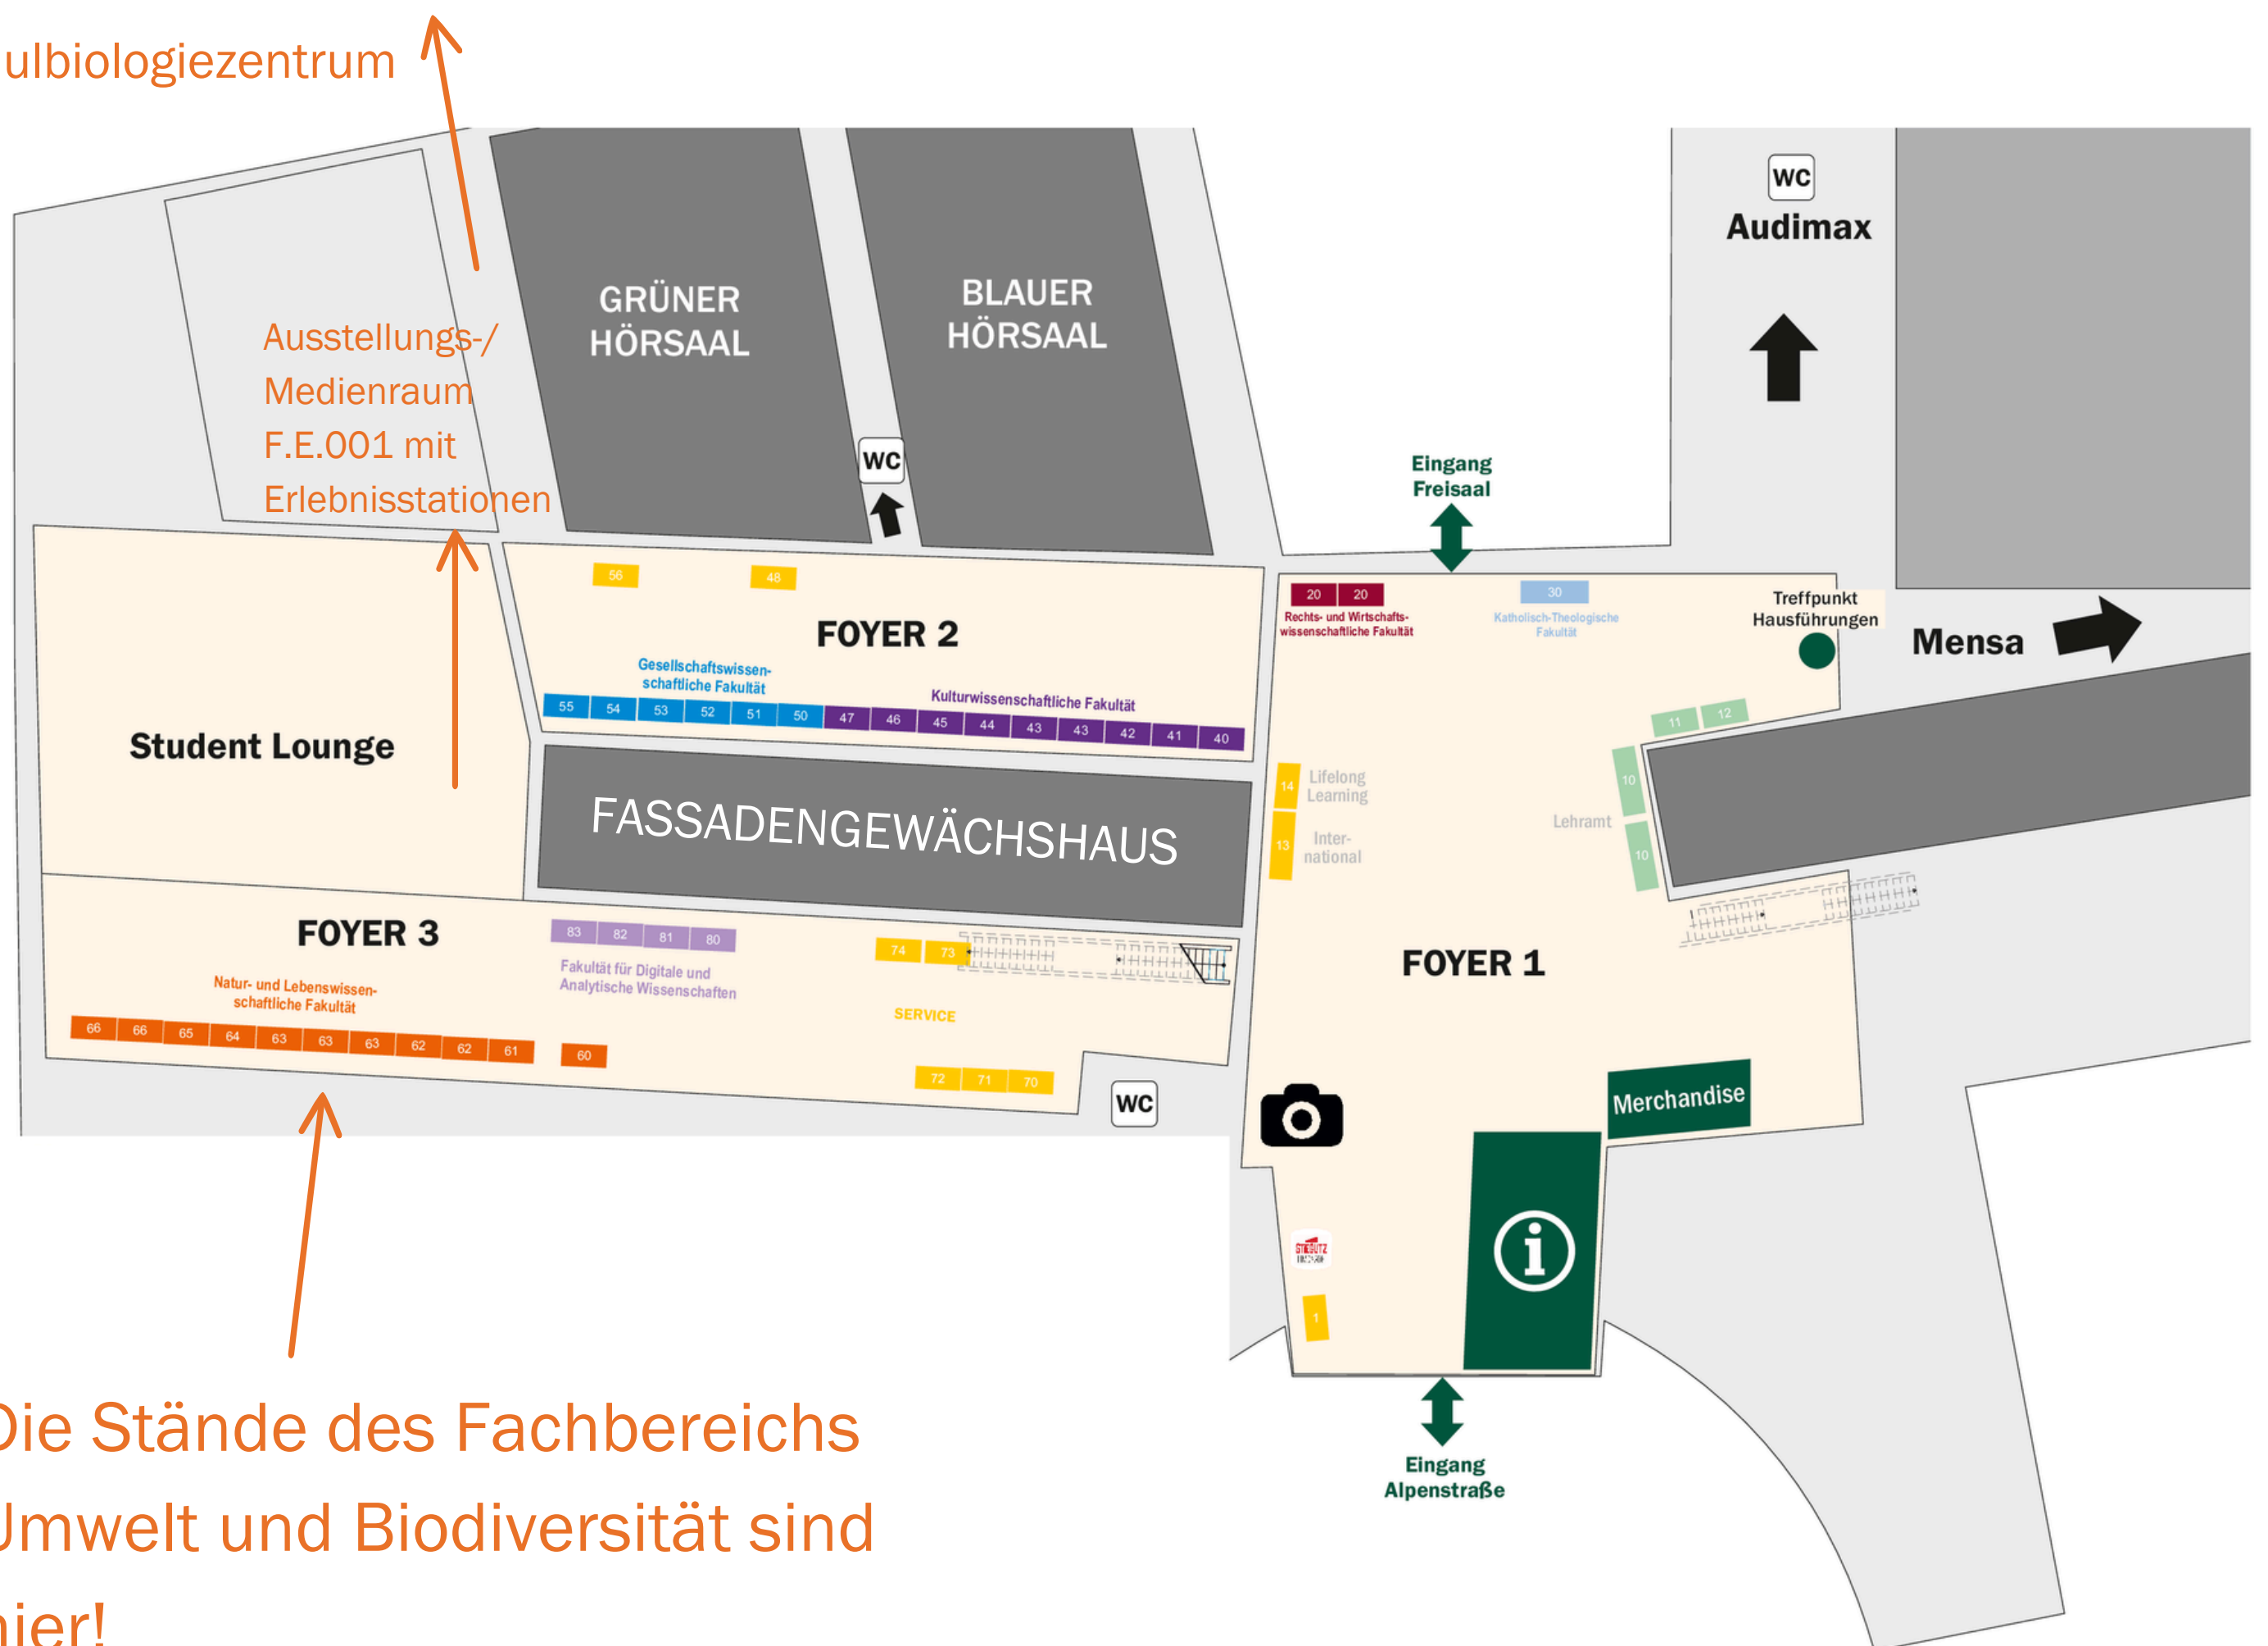 ulbiologiezentrum
WC
Audimax
GRÜNER
HÖRSAAL
BLAUER
HÖRSAAL
Ausstellungs-/
Medienraum
F.E.001 mit
Erlebnisstationen
WC
Eingang
Freisaal
56
48
FOYER 2
Gesellschaftswissen-
schaftliche Fakultät
Kulturwissenschaftliche Fakultät
55 54 53 52 51 50 47 46 45 44 43 43 42 41 40
20 20
Rechts- und Wirtschafts-
wissenschaftliche Fakultät
30
Katholisch-Theologische
Fakultät
Treffpunkt
Hausführungen
Mensa
Student Lounge
FASSADENGEWÄCHSHAUS
11 12
14
Lifelong
Learning
13
Inter-
national
10
Lehramt
10
FOYER 1
FOYER 3
83 82 81 80
Fakultät für Digitale und
Analytische Wissenschaften
74 73
Natur- und Lebenswissen-
schaftliche Fakultät
SERVICE
66 66 65 64 63 63 63 62 62 61 60
72 71 70
WC
Merchandise
i
1
Eingang
Alpenstraße
Die Stände des Fachbereichs
Umwelt und Biodiversität sind
hier!